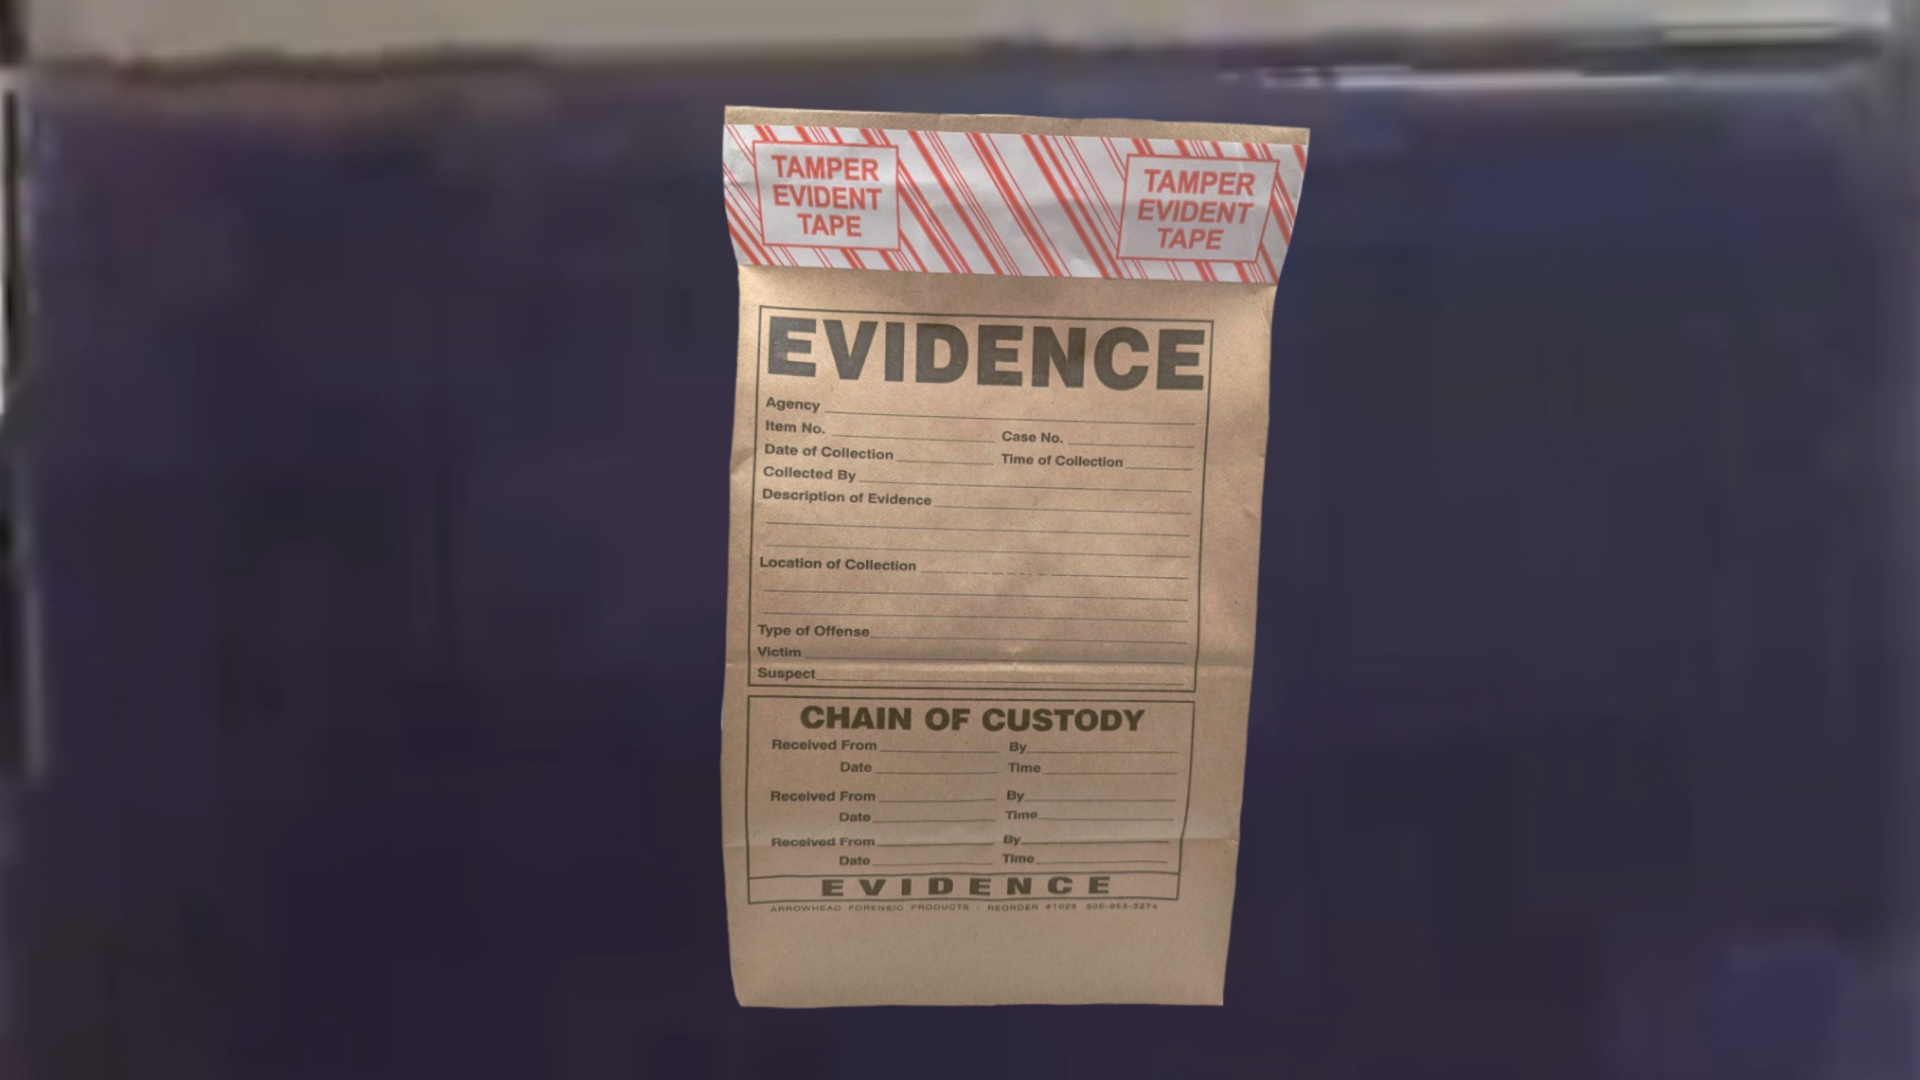 TAMPER
EVIDENT
TAPE
TAMPER
EVIDENT
TAPE
EVIDENCE
Agency
Item No. Case No.
Date of Collection Time of Collection
Collected By
Description of Evidence
Location of Collection
Type of Offense
Victim
Suspect
CHAIN OF CUSTODY
Received From By
Date Time
Received From By
Date Time
Received From By
Date Time
EVIDENCE
ARROWHEAD FORENSIC PRODUCTS - REORDER #1025 800-953-3274